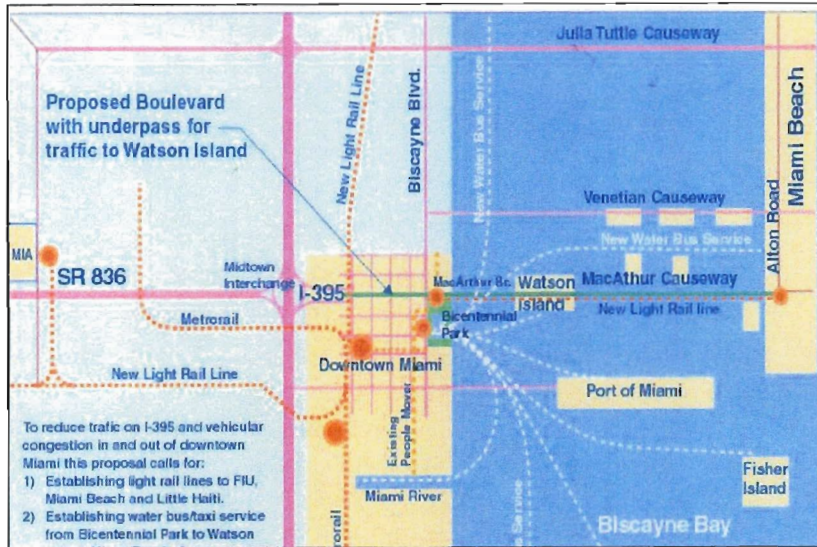 Julia Tuttle Causeway
Proposed Boulevard
with underpass for
traffic to Watson Island
New Light Rail Line
Biscayne Blvd.
New Water Bus Service
Miami Beach
Venetian Causeway
New Water Bus Service
Alton Road
MIA
SR 836
Midtown
Interchange
I-395
MacArthur Br.
Watson
Island
MacAthur Causeway
New Light Rail line
Metrorail
Bicentennial
Park
Downtown Miami
New Light Rail Line
Port of Miami
Existing
People Mover
To reduce trafic on I-395 and vehicular
congestion in and out of downtown
Miami this proposal calls for:
1) Establishing light rail lines to FIU,
Miami Beach and Little Haiti.
2) Establishing water bus/taxi service
from Bicentennial Park to Watson
Miami River
Fisher
Island
Biscayne Bay